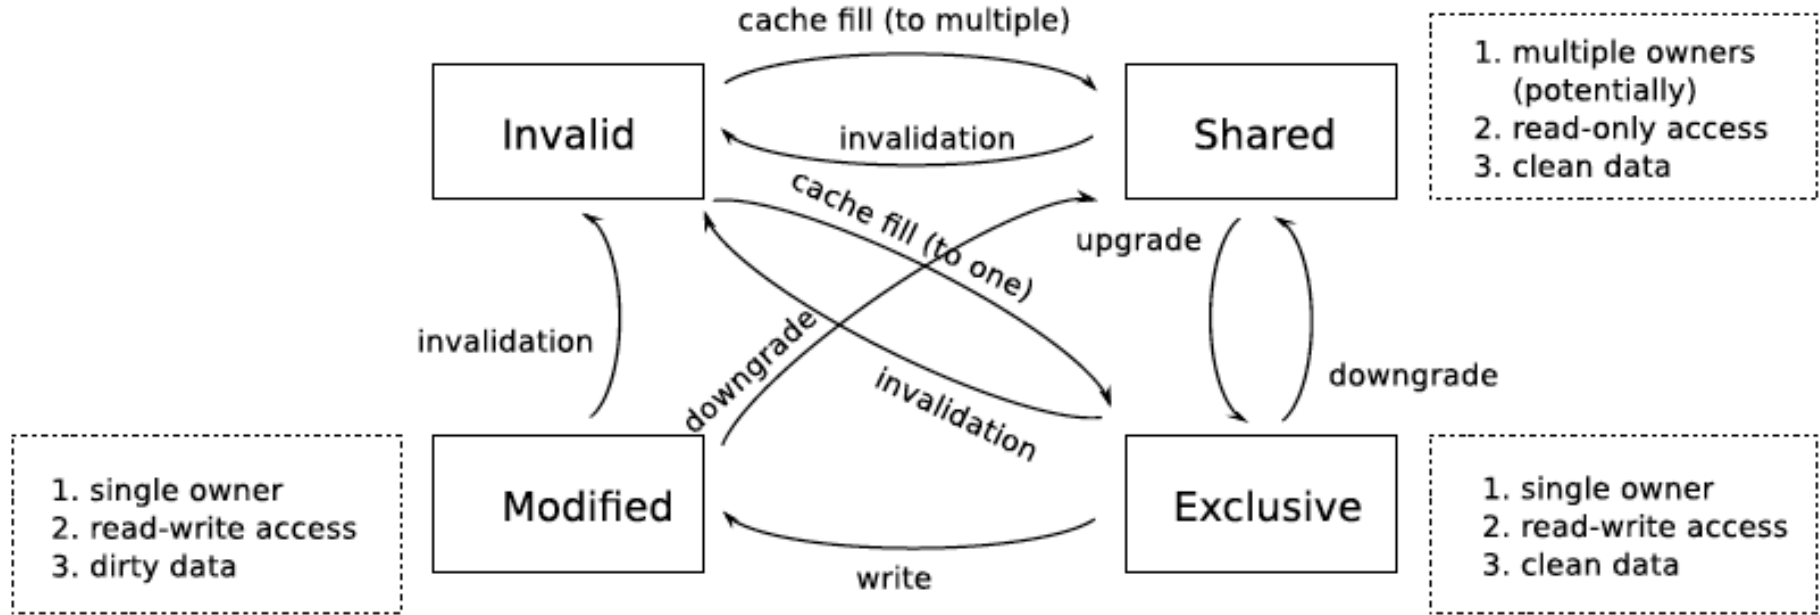 cache fill (to multiple)
Invalid
invalidation
Shared
1. multiple owners
(potentially)
2. read-only access
3. clean data
cache fill (to one)
upgrade
invalidation
downgrade
invalidation
downgrade
1. single owner
2. read-write access
3. dirty data
Modified
write
Exclusive
1. single owner
2. read-write access
3. clean data